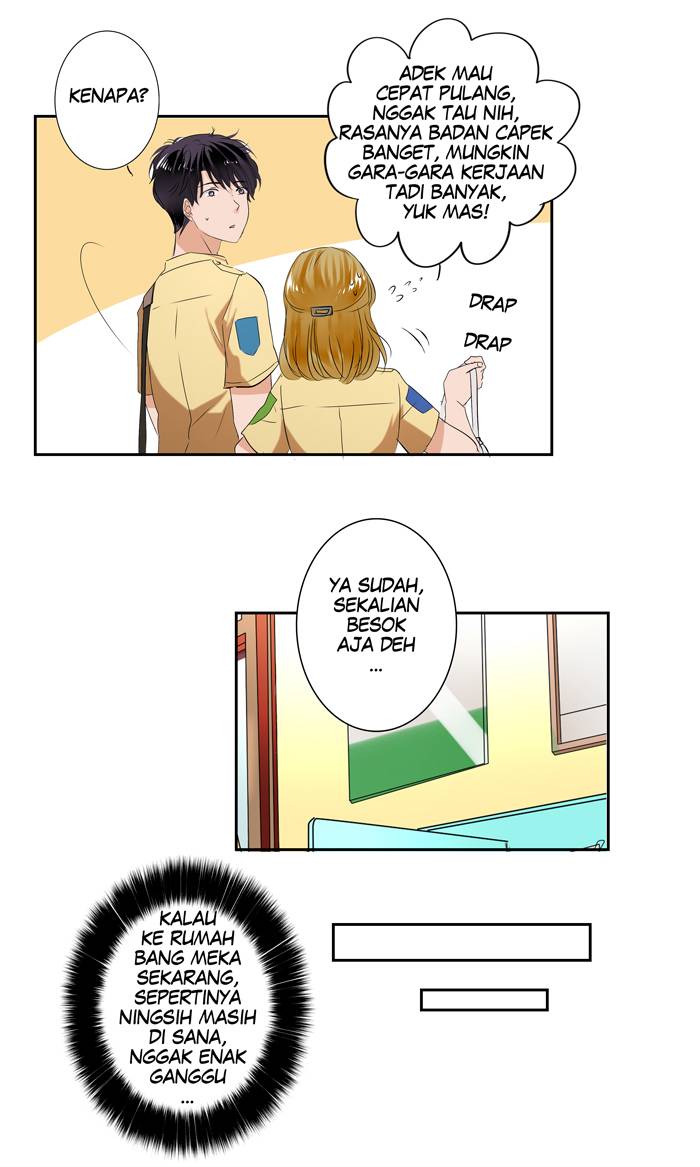 KENAPA?
ADEK MAU
CEPAT PULANG,
NGGAK TAU NIH,
RASANYA BADAN CAPEK
BANGET, MUNGKIN
GARA-GARA KERJAAN
TADI BANYAK,
YUK MAS!
DRAP
DRAP
YA SUDAH,
SEKALIAN
BESOK
AJA DEH
...
KALAU
KE RUMAH
BANG MEKA
SEKARANG,
SEPERTINYA
NINGSIH MASIH
DI SANA,
NGGAK ENAK
GANGGU
...